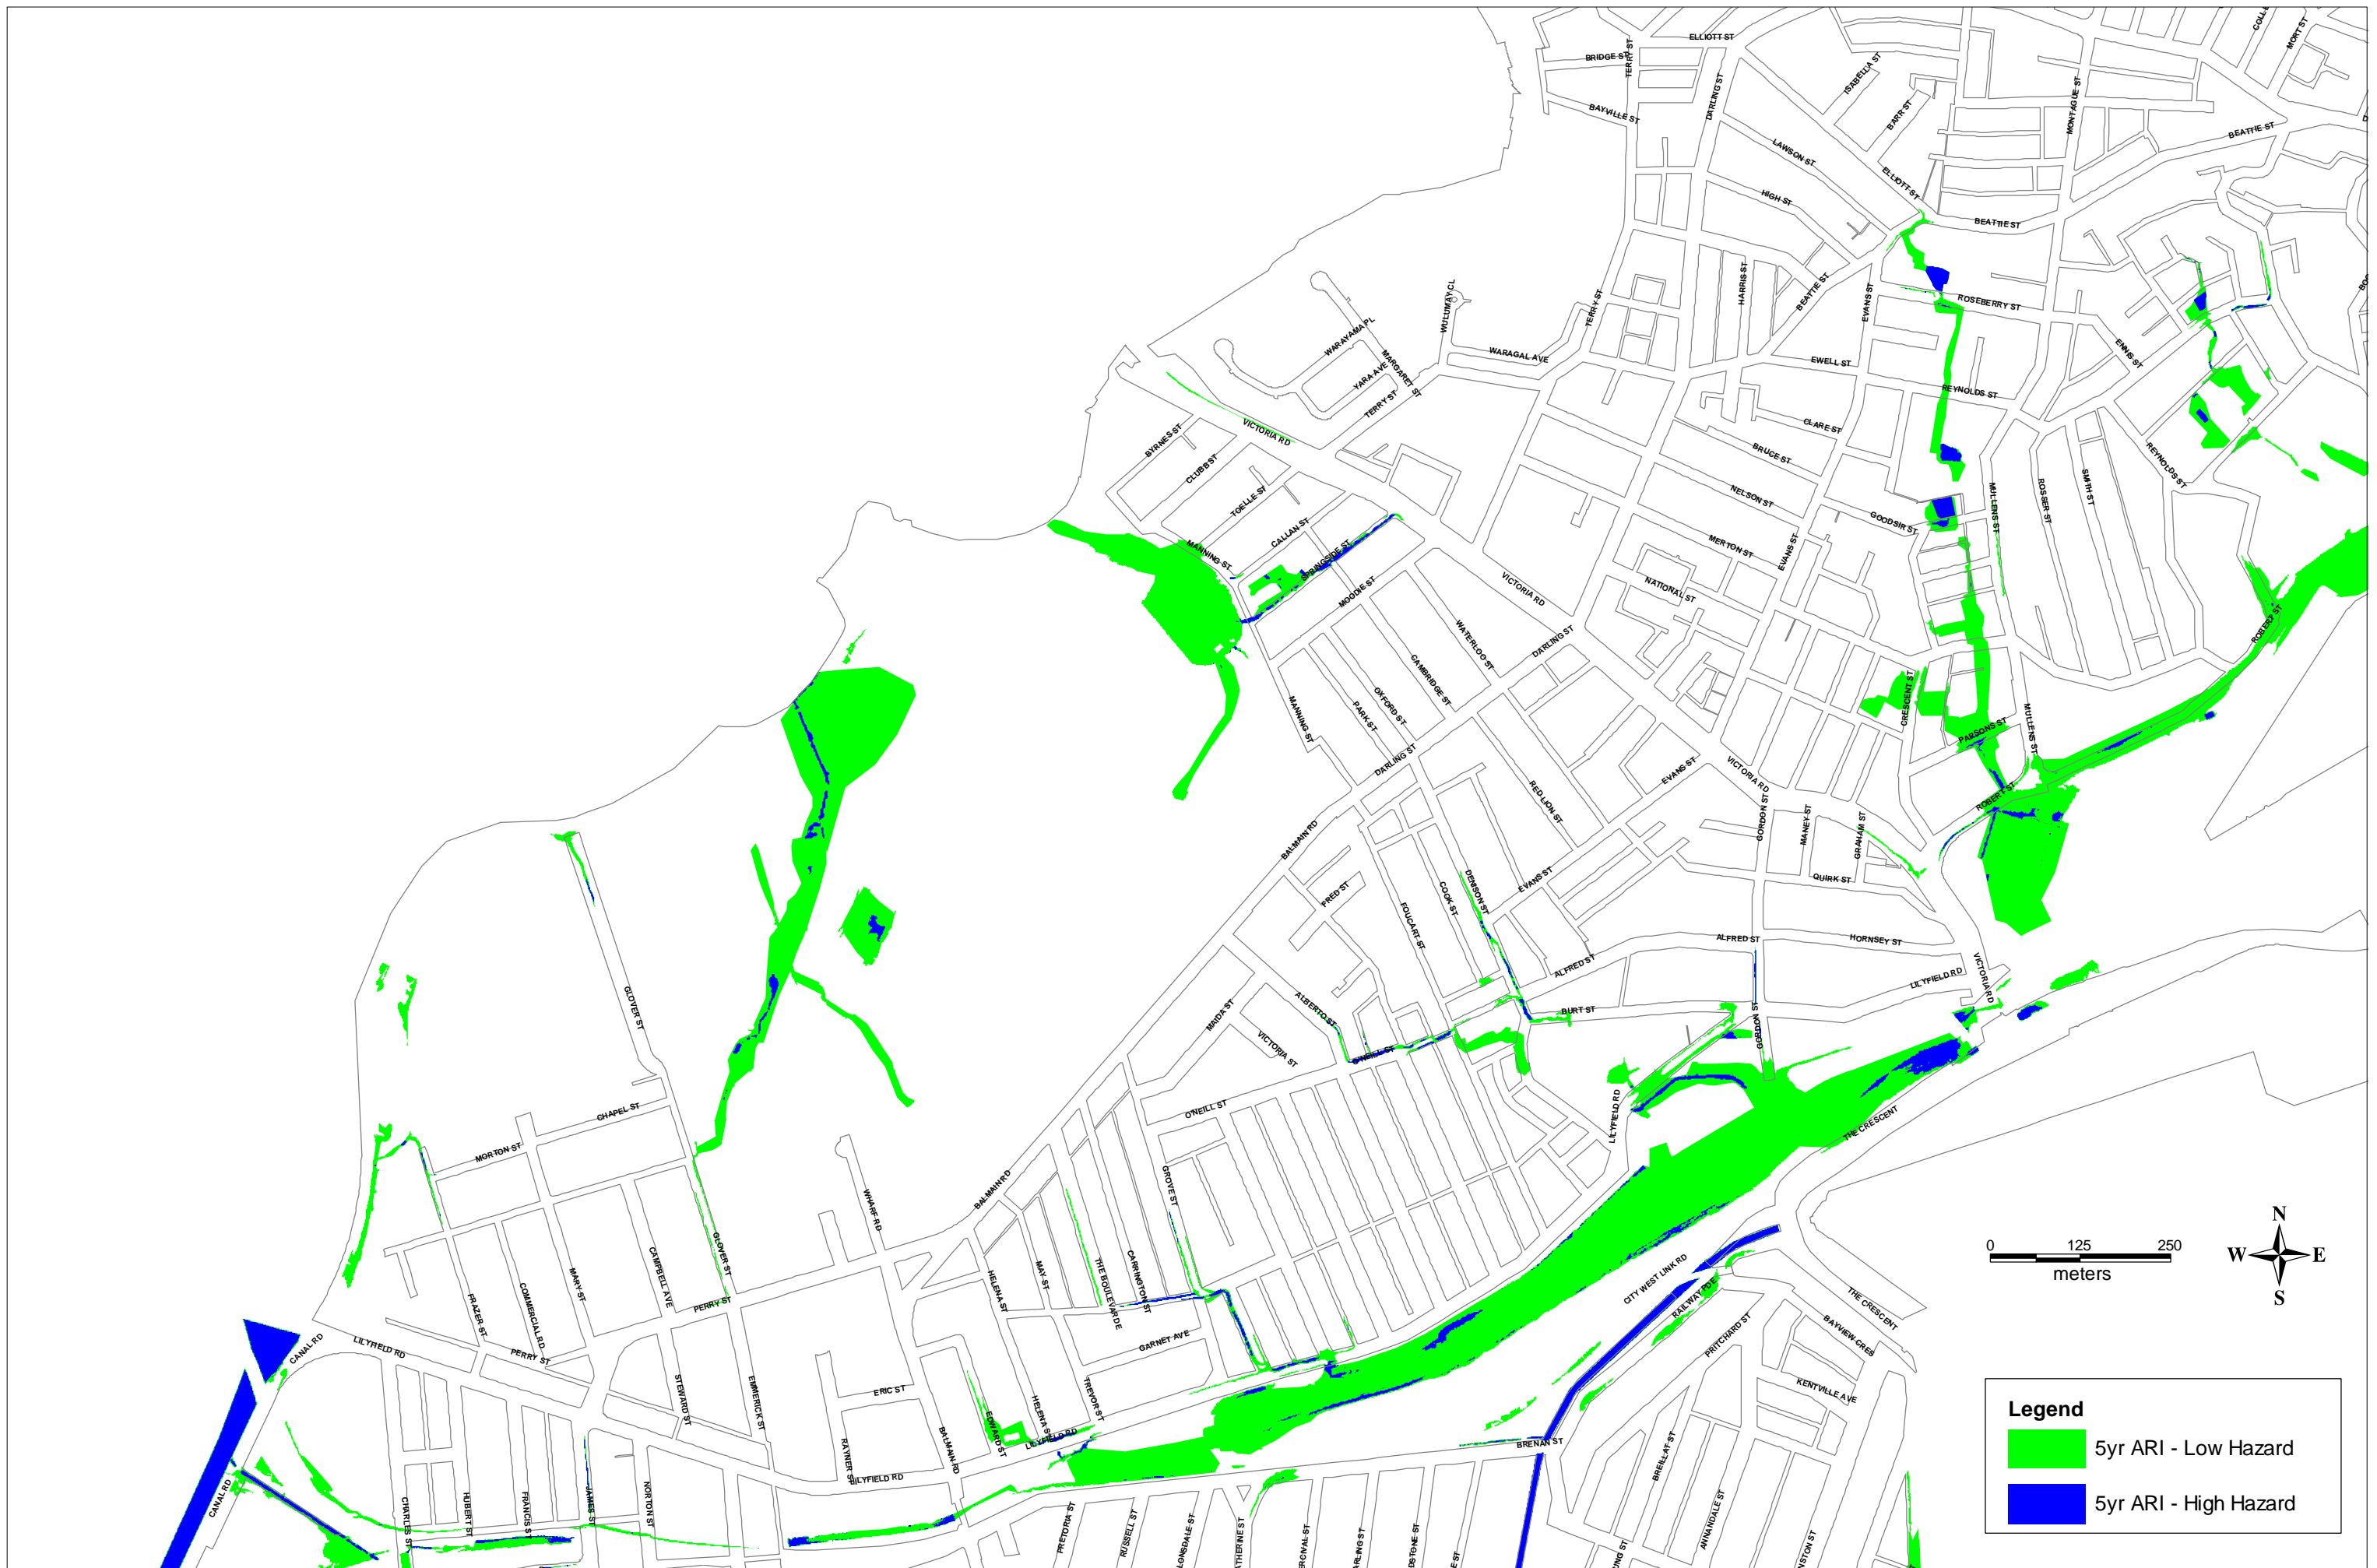 ELLIOTT ST
MORT ST
BRIDGE ST
TERRY ST
ISABELLA ST
DARLING ST
BAYVILLE ST
BARR ST
MONTAGUE ST
BEATTIE ST
LAWSON ST
ELLIOTT ST
HIGH ST
BEATTIE ST
HARRIS ST
BEATTIE ST
EVANS ST
ROSEBERRY ST
WULUMAY CL
TERRY ST
WARAYAMA PL
MARGARET ST
WARAGAL AVE
YARA AVE
EWELL ST
ENNIS ST
TERRY ST
REYNOLDS ST
VICTORIA RD
BYRNES ST
CLARE ST
CLUBB ST
BRUCE ST
REYNOLDS ST
TOELLE ST
NELSON ST
SMITH ST
ROSSER ST
MULLENS ST
CALLAN ST
GOODSIR ST
MANNING ST
SPRINGSIDE ST
MERTON ST
EVANS ST
MOODIE ST
VICTORIA RD
NATIONAL ST
ROBERT ST
WATERLOO ST
DARLING ST
CAMBRIDGE ST
OXFORD ST
CRESCENT ST
MANNING ST
PARK ST
PARSONS ST
MULLENS ST
DARLING ST
EVANS ST
VICTORIA RD
RED LION ST
ROBERT ST
GORDON ST
MANEY ST
GRAHAM ST
BALMAIN RD
QUIRK ST
FRED ST
COOK ST
DENISON ST
EVANS ST
FOUCART ST
ALFRED ST
HORNSEY ST
ALFRED ST
LILYFIELD RD
VICTORIA RD
GLOVER ST
MAIDA ST
ALBERTO ST
BURT ST
GORDON ST
VICTORIA ST
O'NEILL ST
O'NEILL ST
CHAPEL ST
LILYFIELD RD
THE CRESCENT
MORTON ST
GROVE ST
WHARF RD
BALMAIN RD
GLOVER ST
CAMPBELL AVE
MAY ST
HELENA ST
THE BOULEVARDE
CARRINGTON ST
CITY WEST LINK RD
RAILWAY PDE
THE CRESCENT
MARY ST
COMMERCIAL RD
FRAZER ST
PERRY ST
PRITCHARD ST
BAYVIEW CRES
CANAL RD
LILYFIELD RD
PERRY ST
GARNET AVE
KENTVILLE AVE
STEWARD ST
EMMERICK ST
ERIC ST
TREVOR ST
HELENA ST
EDWARD ST
LILYFIELD RD
BALMAIN RD
RAYNER ST
BRENAN ST
BREILLAT ST
LILYFIELD RD
CANAL RD
CHARLES ST
HUBERT ST
FRANCIS ST
JAMES ST
NORTON ST
PRETORIA ST
RUSSELL ST
LONSDALE ST
ANNANDALE ST
0 125 250
meters
N
W E
S
Legend
5yr ARI - Low Hazard
5yr ARI - High Hazard